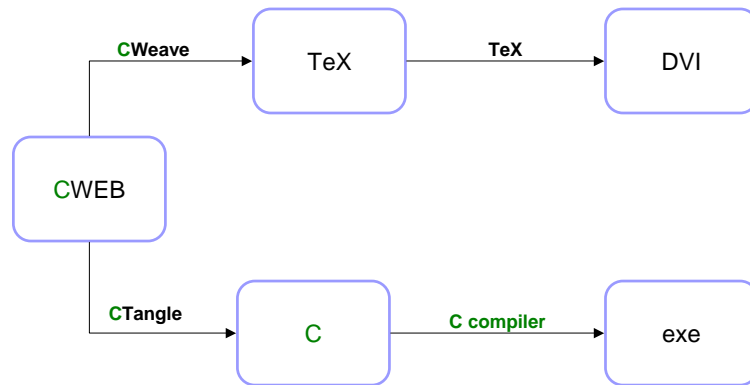 CWeave
TeX
TeX
DVI
CWEB
CTangle
C
C compiler
exe